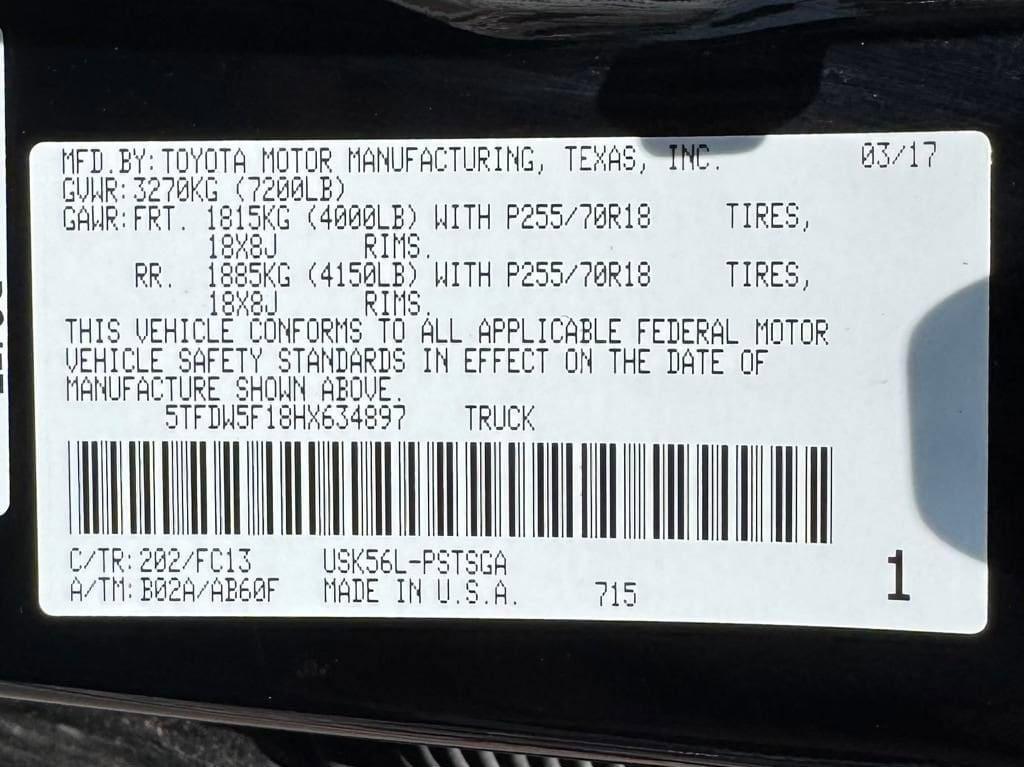 MFD.BY: TOYOTA MOTOR MANUFACTURING, TEXAS, INC. 03/17
GVWR: 3270KG (7200LB)
GAWR: FRT. 1815KG (4000LB) WITH P255/70R18 TIRES,
18X8J RIMS.
RR. 1885KG (4150LB) WITH P255/70R18 TIRES,
18X8J RIMS.
THIS VEHICLE CONFORMS TO ALL APPLICABLE FEDERAL MOTOR
VEHICLE SAFETY STANDARDS IN EFFECT ON THE DATE OF
MANUFACTURE SHOWN ABOVE.
5TFDW5F18HX634897 TRUCK
C/TR: 202/FC13 USK56L-PSTSGA
A/TM: B02A/AB60F MADE IN U.S.A. 715 1